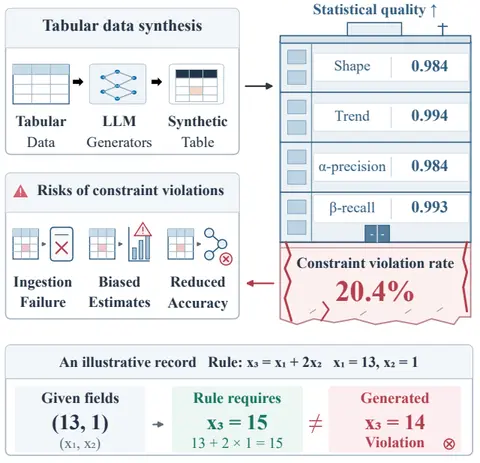 Tabular data synthesis
Tabular
Data
LLM
Generators
Synthetic
Table
Statistical quality ↑
Shape 0.984
Trend 0.994
α-precision 0.984
β-recall 0.993
Constraint violation rate
20.4%
Risks of constraint violations
Ingestion
Failure
Biased
Estimates
Reduced
Accuracy
An illustrative record Rule: x₃ = x₁ + 2x₂ x₁ = 13, x₂ = 1
Given fields
(13, 1)
(x₁, x₂)
Rule requires
x₃ = 15
13 + 2 × 1 = 15
≠
Generated
x₃ = 14
Violation